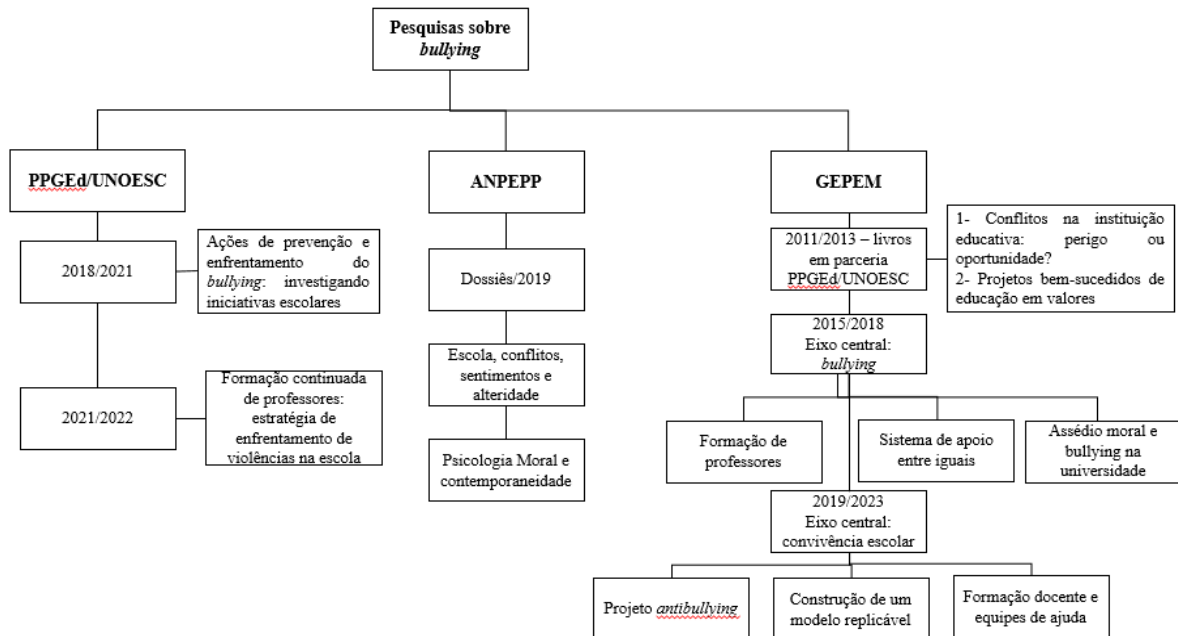 Pesquisas sobre
bullying
PPGEd/UNOESC
2018/2021
Ações de prevenção e
enfrentamento do
bullying: investigando
iniciativas escolares
2021/2022
Formação continuada
de professores:
estratégia de
enfrentamento de
violências na escola
ANPEPP
Dossiês/2019
Escola, conflitos,
sentimentos e
alteridade
Psicologia Moral e
contemporaneidade
GEPEM
2011/2013 – livros
em parceria
PPGEd/UNOESC
1- Conflitos na instituição
educativa: perigo ou
oportunidade?
2- Projetos bem-sucedidos de
educação em valores
2015/2018
Eixo central:
bullying
Formação de
professores
Sistema de apoio
entre iguais
Assédio moral e
bullying na
universidade
2019/2023
Eixo central:
convivência escolar
Projeto antibullying
Construção de um
modelo replicável
Formação docente e
equipes de ajuda